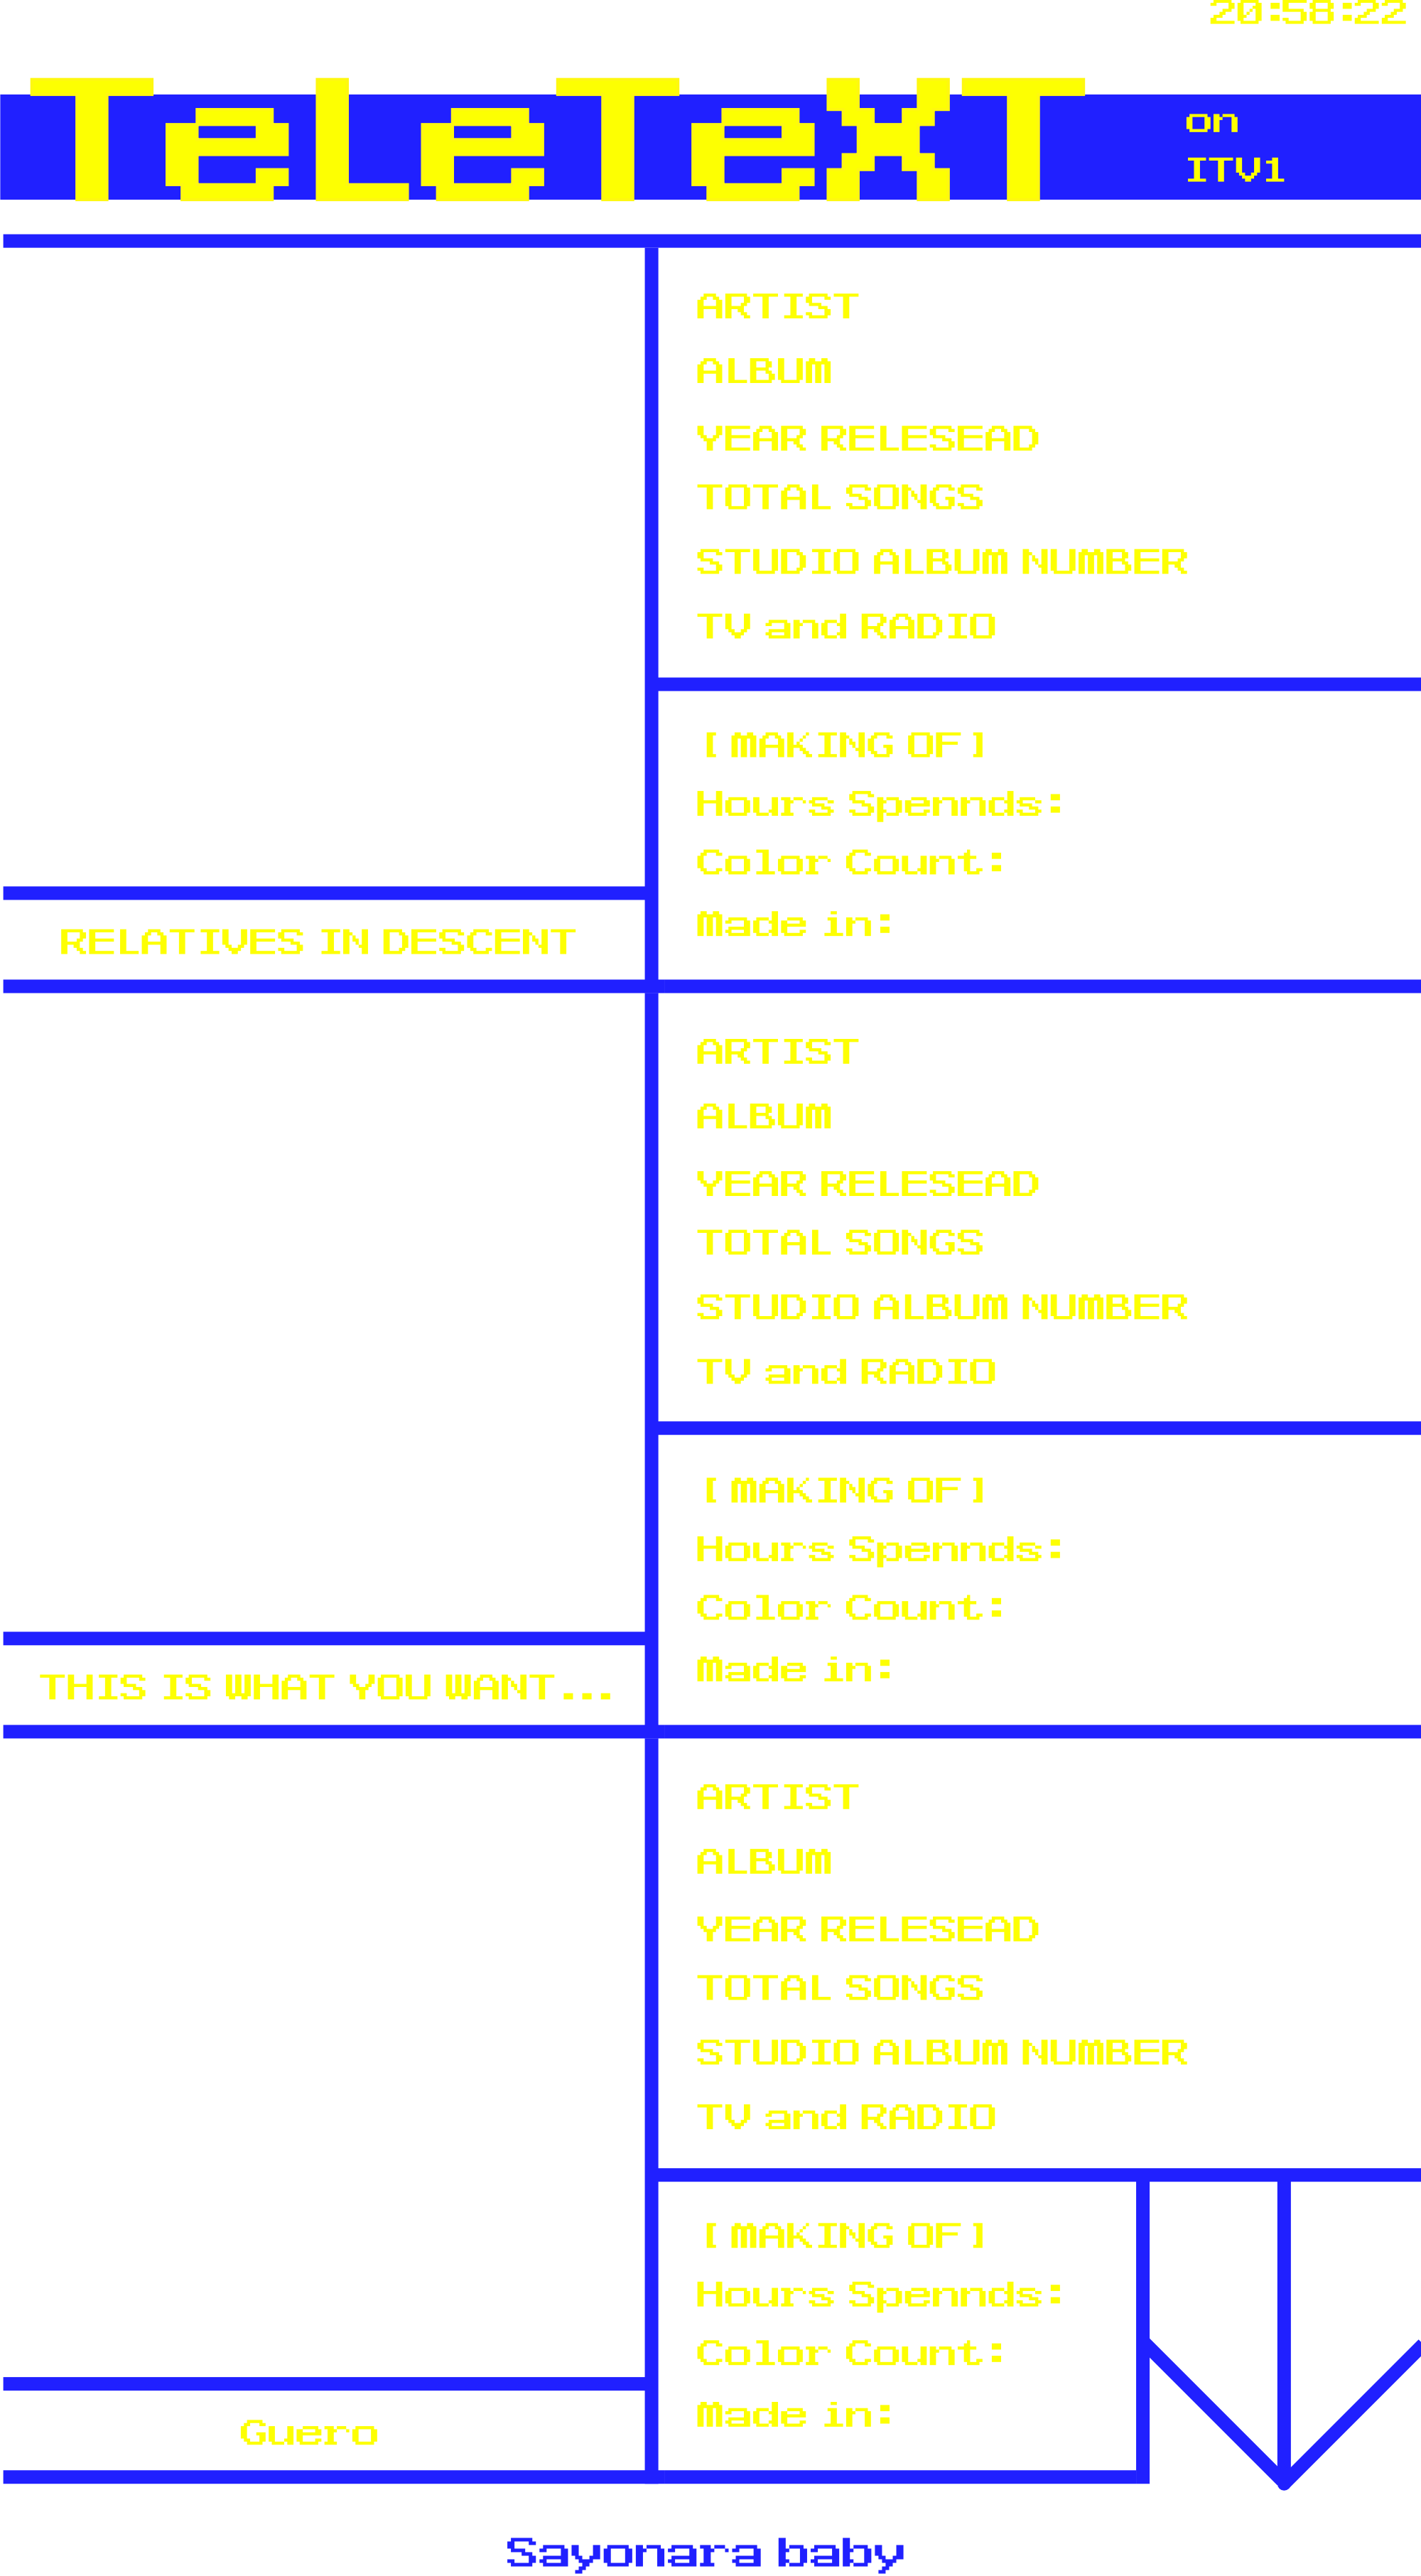 20:58:22
TeLeTeXT
on
ITV1
ARTIST
ALBUM
YEAR RELESEAD
TOTAL SONGS
STUDIO ALBUM NUMBER
TV and RADIO
[ MAKING OF ]
Hours Spennds:
Color Count:
Made in:
RELATIVES IN DESCENT
ARTIST
ALBUM
YEAR RELESEAD
TOTAL SONGS
STUDIO ALBUM NUMBER
TV and RADIO
[ MAKING OF ]
Hours Spennds:
Color Count:
Made in:
THIS IS WHAT YOU WANT...
ARTIST
ALBUM
YEAR RELESEAD
TOTAL SONGS
STUDIO ALBUM NUMBER
TV and RADIO
[ MAKING OF ]
Hours Spennds:
Color Count:
Made in:
Guero
Sayonara baby